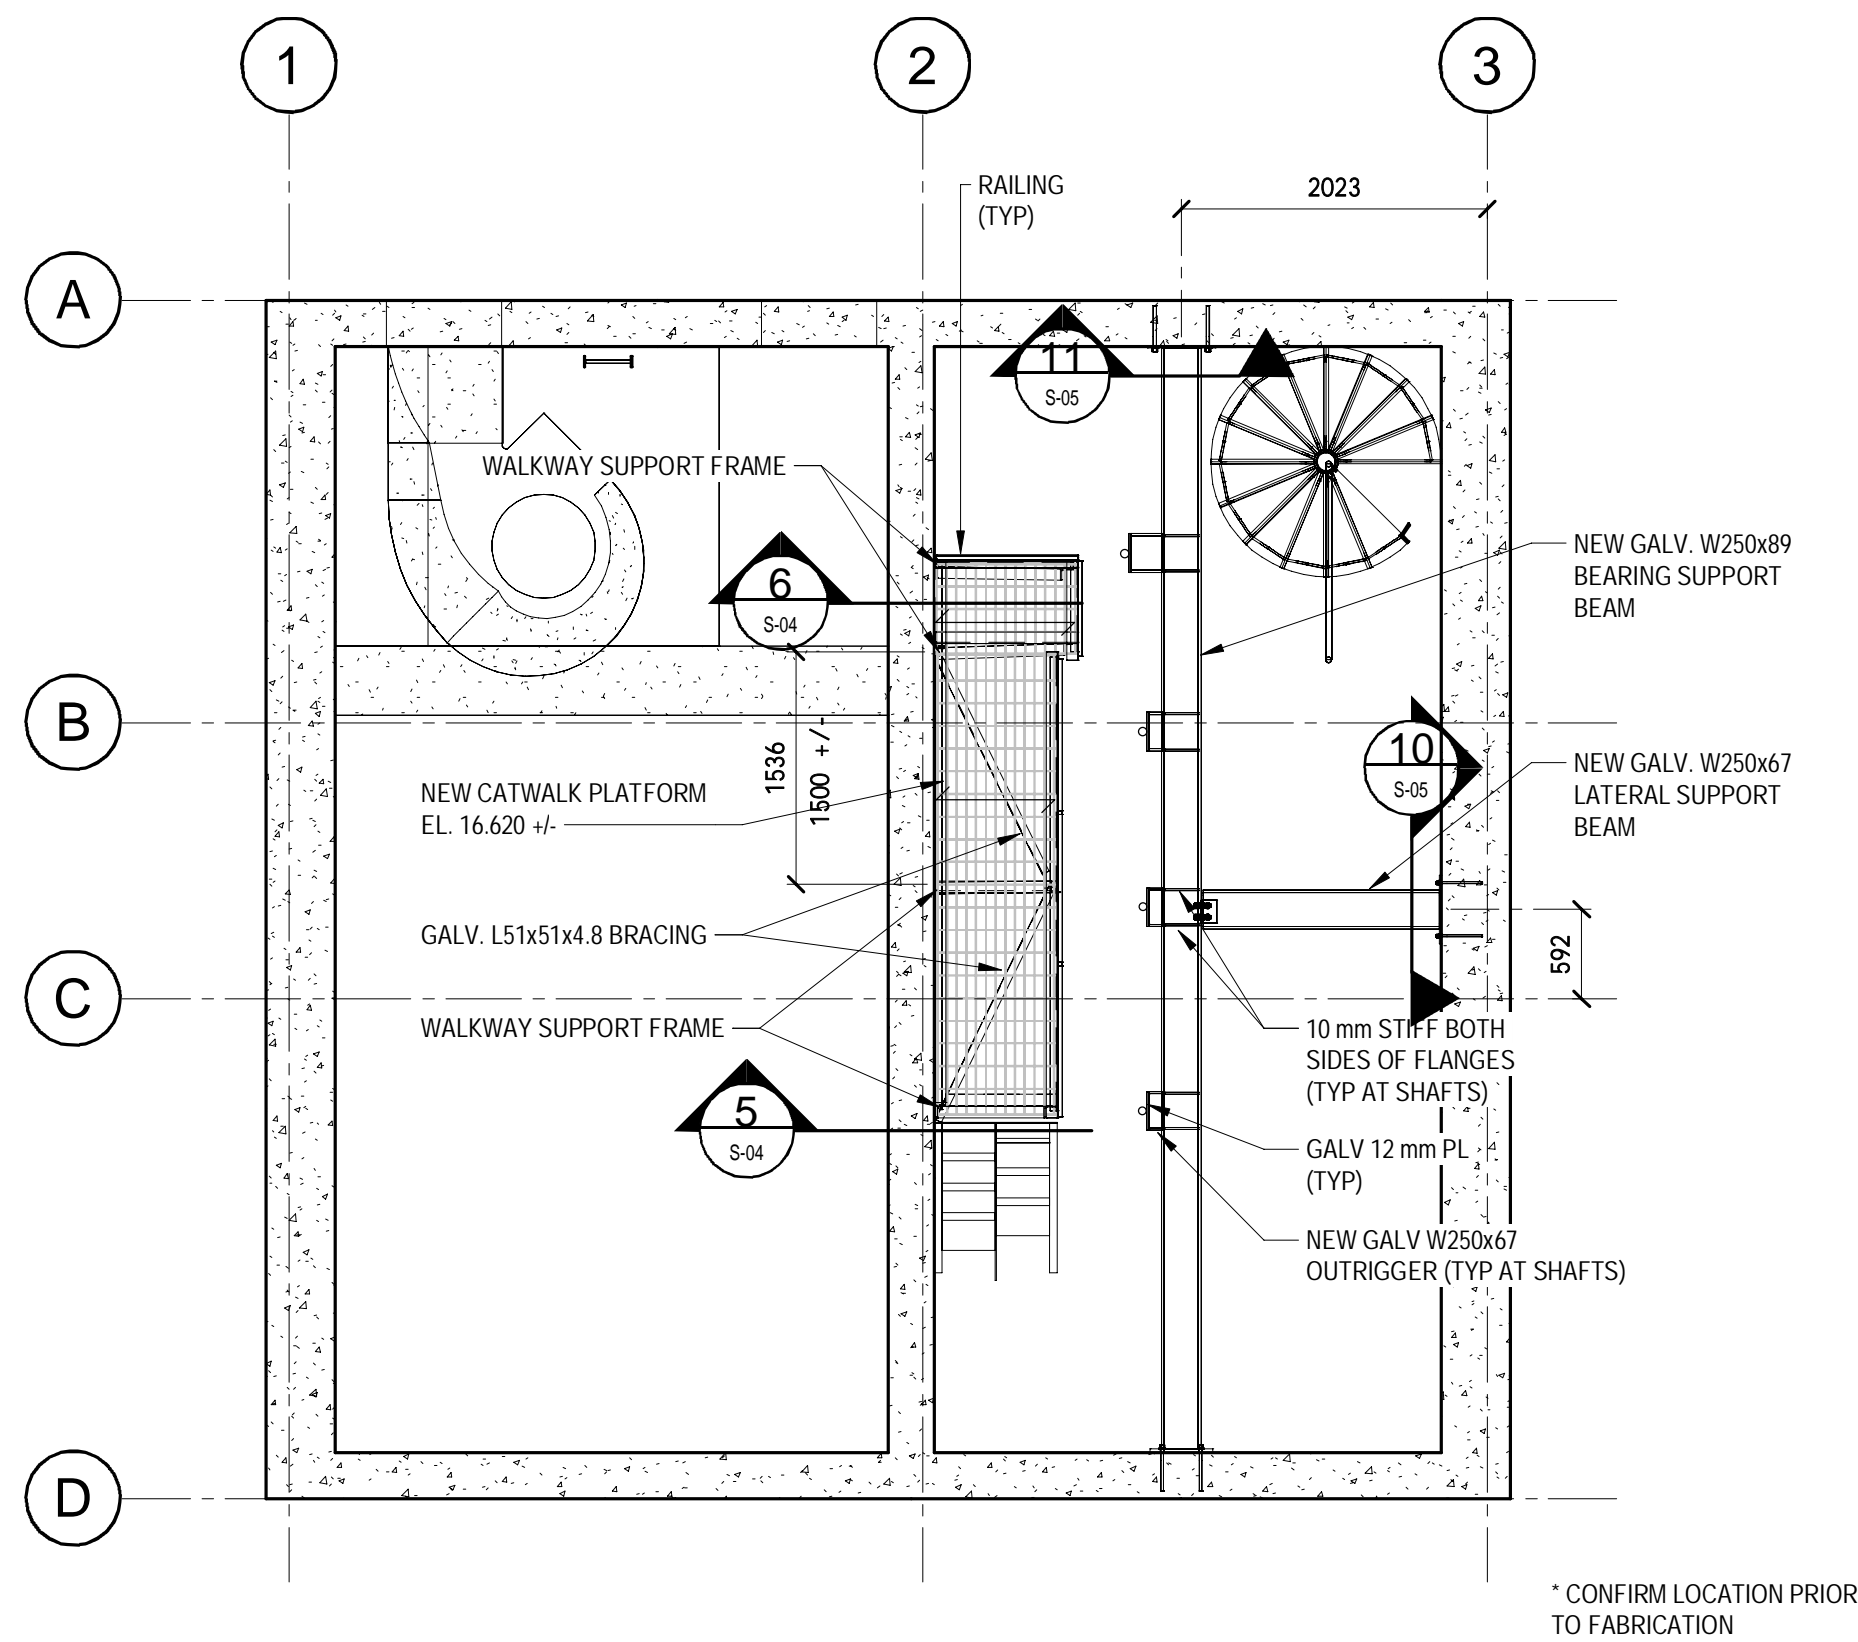 1
2
3
RAILING
(TYP)
2023
A
11
S-05
WALKWAY SUPPORT FRAME
6
S-04
NEW GALV. W250x89
BEARING SUPPORT
BEAM
B
1536
1500 +/-
10
S-05
NEW GALV. W250x67
LATERAL SUPPORT
BEAM
NEW CATWALK PLATFORM
EL. 16.620 +/-
GALV. L51x51x4.8 BRACING
592
C
WALKWAY SUPPORT FRAME
10 mm STIFF BOTH
SIDES OF FLANGES
(TYP AT SHAFTS)
5
S-04
GALV 12 mm PL
(TYP)
NEW GALV W250x67
OUTRIGGER (TYP AT SHAFTS)
D
* CONFIRM LOCATION PRIOR
TO FABRICATION